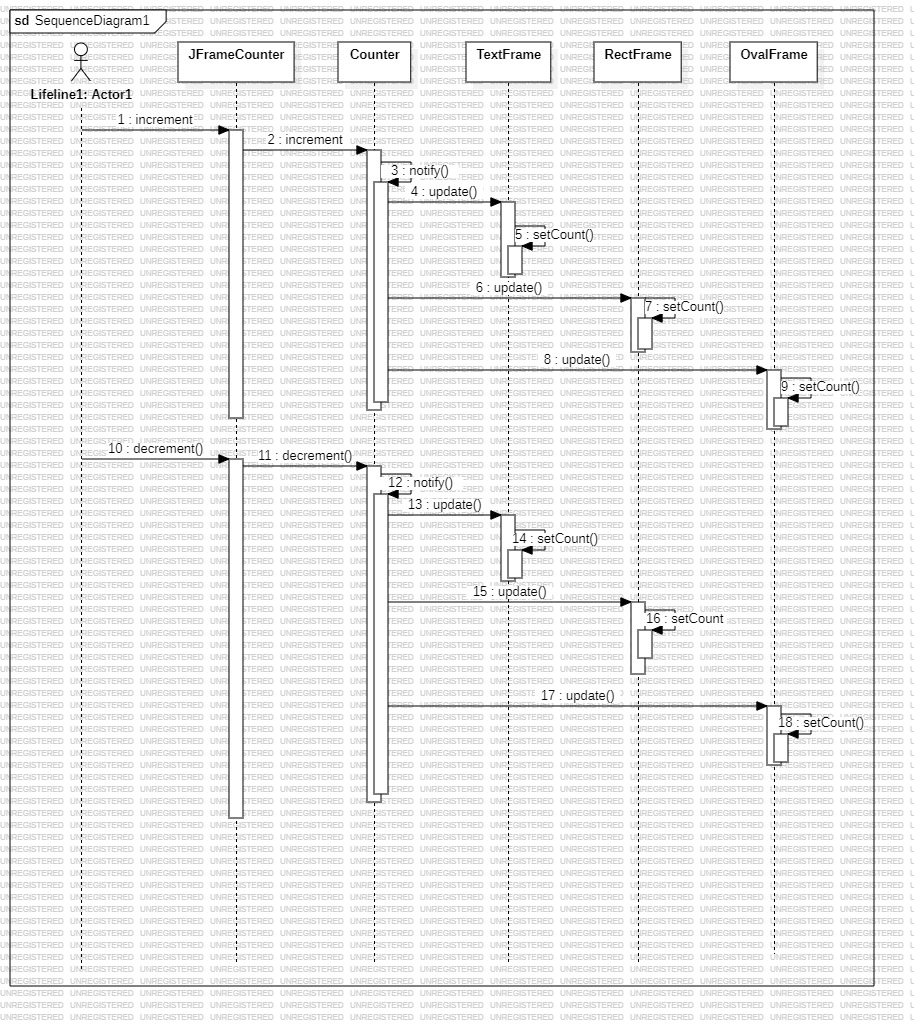 sd SequenceDiagram1
JFrameCounter
Counter
TextFrame
RectFrame
OvalFrame
Lifeline1: Actor1
1 : increment
2 : increment
3 : notify()
4 : update()
5 : setCount()
6 : update()
7 : setCount()
8 : update()
9 : setCount()
10 : decrement()
11 : decrement()
12 : notify()
13 : update()
14 : setCount()
15 : update()
16 : setCount
17 : update()
18 : setCount()
UNREGISTERED